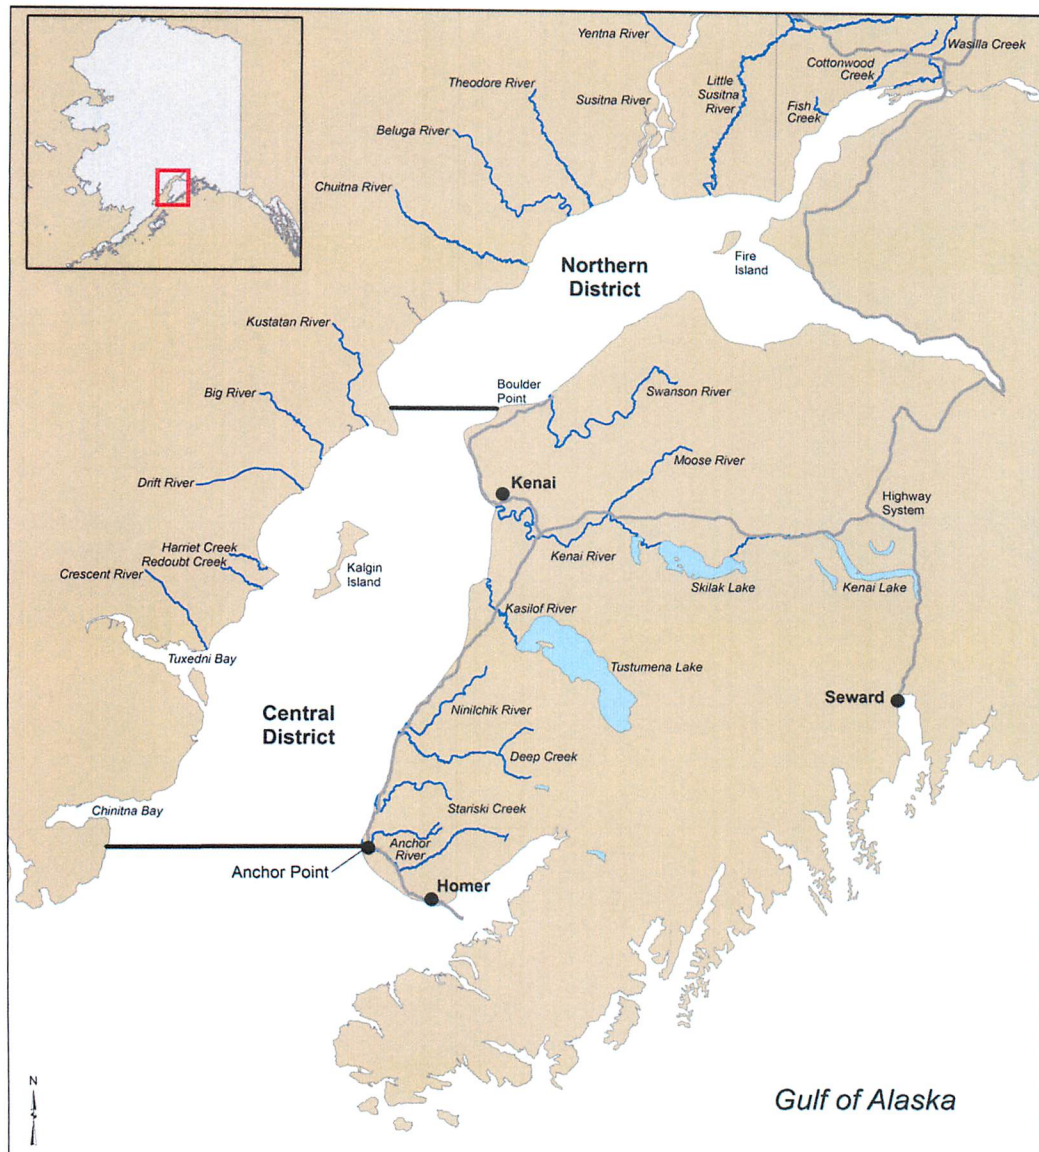 Yentna River
Wasilla Creek
Cottonwood
Creek
Theodore River
Little
Susitna
River
Susitna River
Fish
Creek
Beluga River
Chuitna River
Northern
District
Fire
Island
Kustatan River
Boulder
Point
Swanson River
Big River
Moose River
Drift River
Kenai
Highway
System
Harriet Creek
Redoubt Creek
Crescent River
Kalgin
Island
Kenai River
Skilak Lake
Kenai Lake
Kasilof River
Tuxedni Bay
Tustumena Lake
Seward
Central
District
Ninilchik River
Deep Creek
Stariski Creek
Chinitna Bay
Anchor
River
Anchor Point
Homer
N
Gulf of Alaska